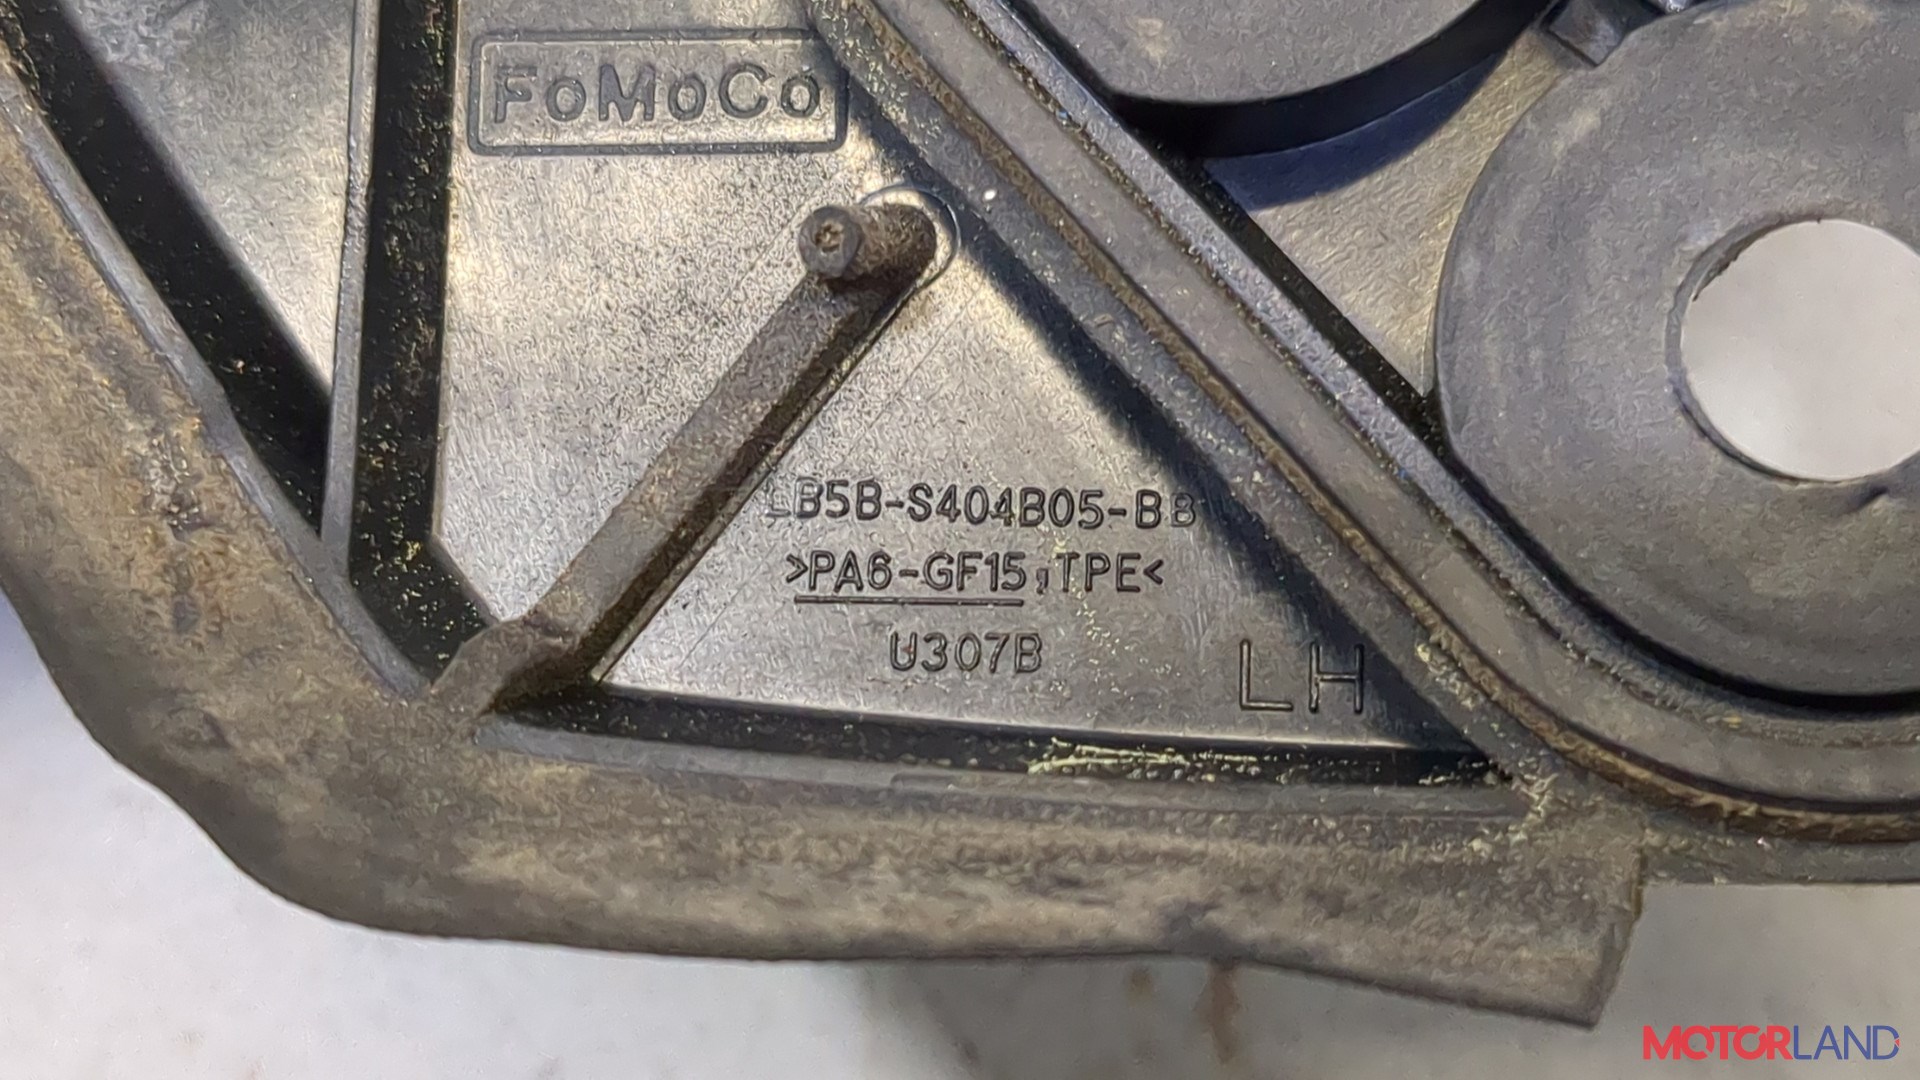 FoMoCo
LB5B-S404B05-BB
>PA6-GF15,TPE<
U307B
LH
MOTORLAND